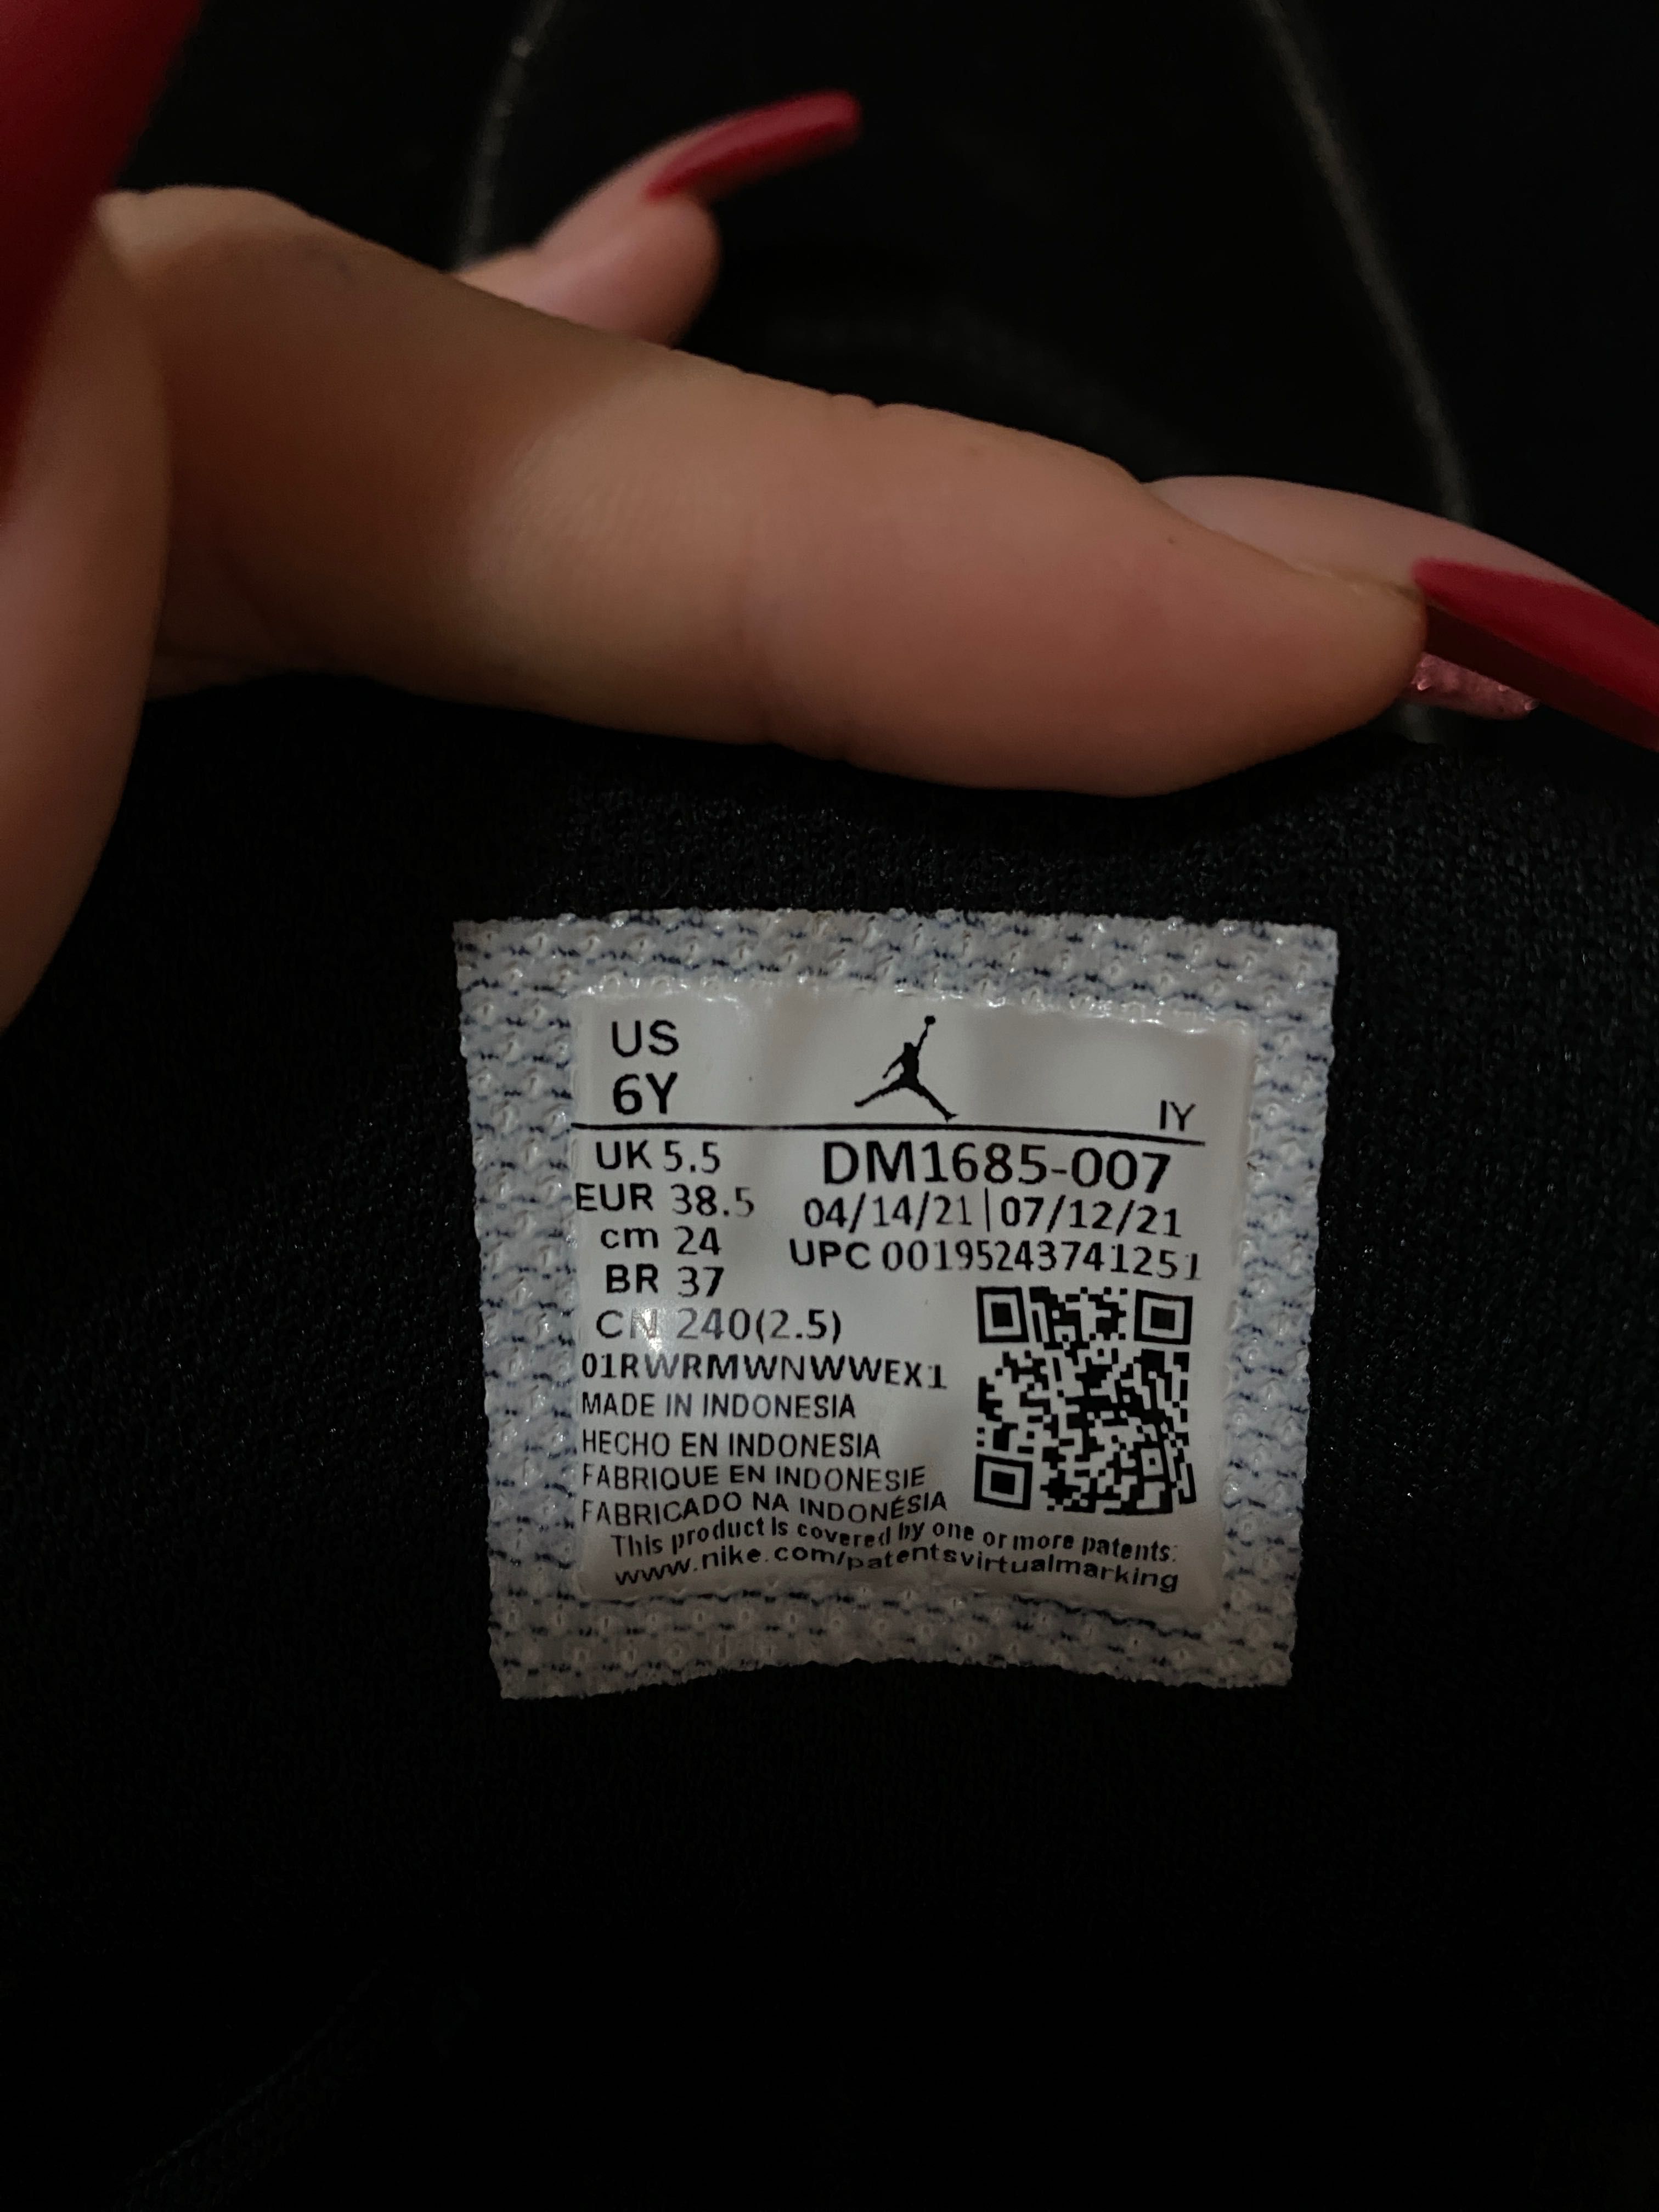 US
6Y
IY
UK 5.5
EUR 38.5
cm 24
BR 37
CN 240(2.5)
DM1685-007
04/14/21|07/12/21
UPC 00195243741251
01RWRMWNWWEX1
MADE IN INDONESIA
HECHO EN INDONESIA
FABRIQUE EN INDONESIE
FABRICADO NA INDONÉSIA
This product is covered by one or more patents:
www.nike.com/patentsvirtualmarking